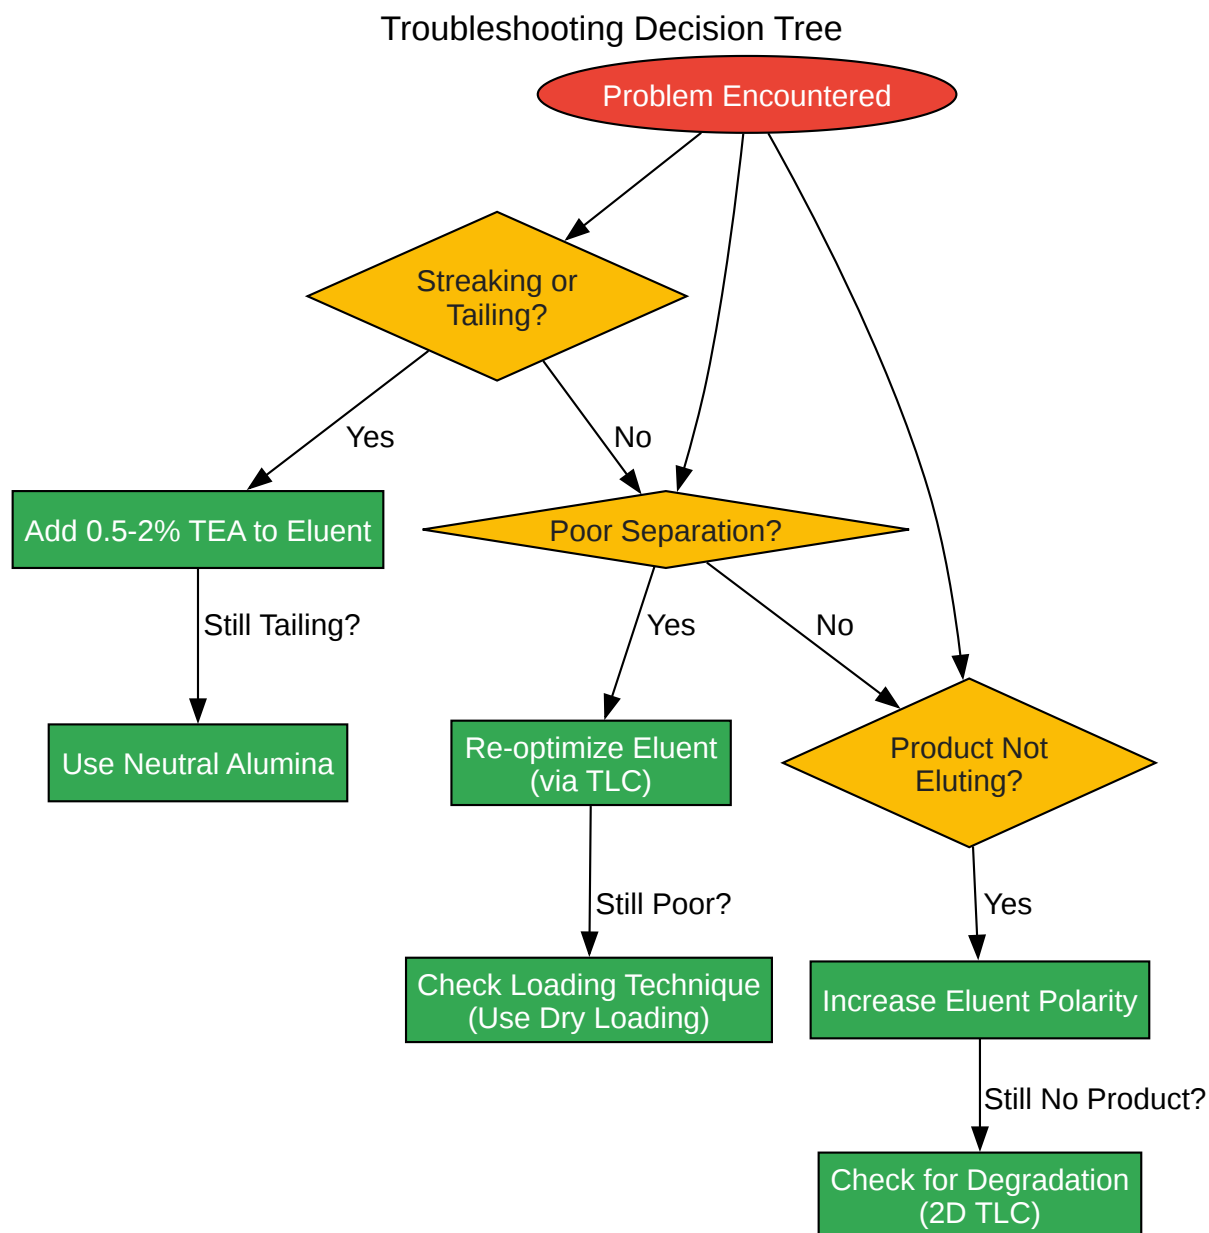 Troubleshooting Decision Tree
Problem Encountered
Streaking or
Tailing?
Yes
No
Add 0.5-2% TEA to Eluent
Poor Separation?
Still Tailing?
Yes
No
Use Neutral Alumina
Re-optimize Eluent
(via TLC)
Product Not
Eluting?
Still Poor?
Yes
Check Loading Technique
(Use Dry Loading)
Increase Eluent Polarity
Still No Product?
Check for Degradation
(2D TLC)